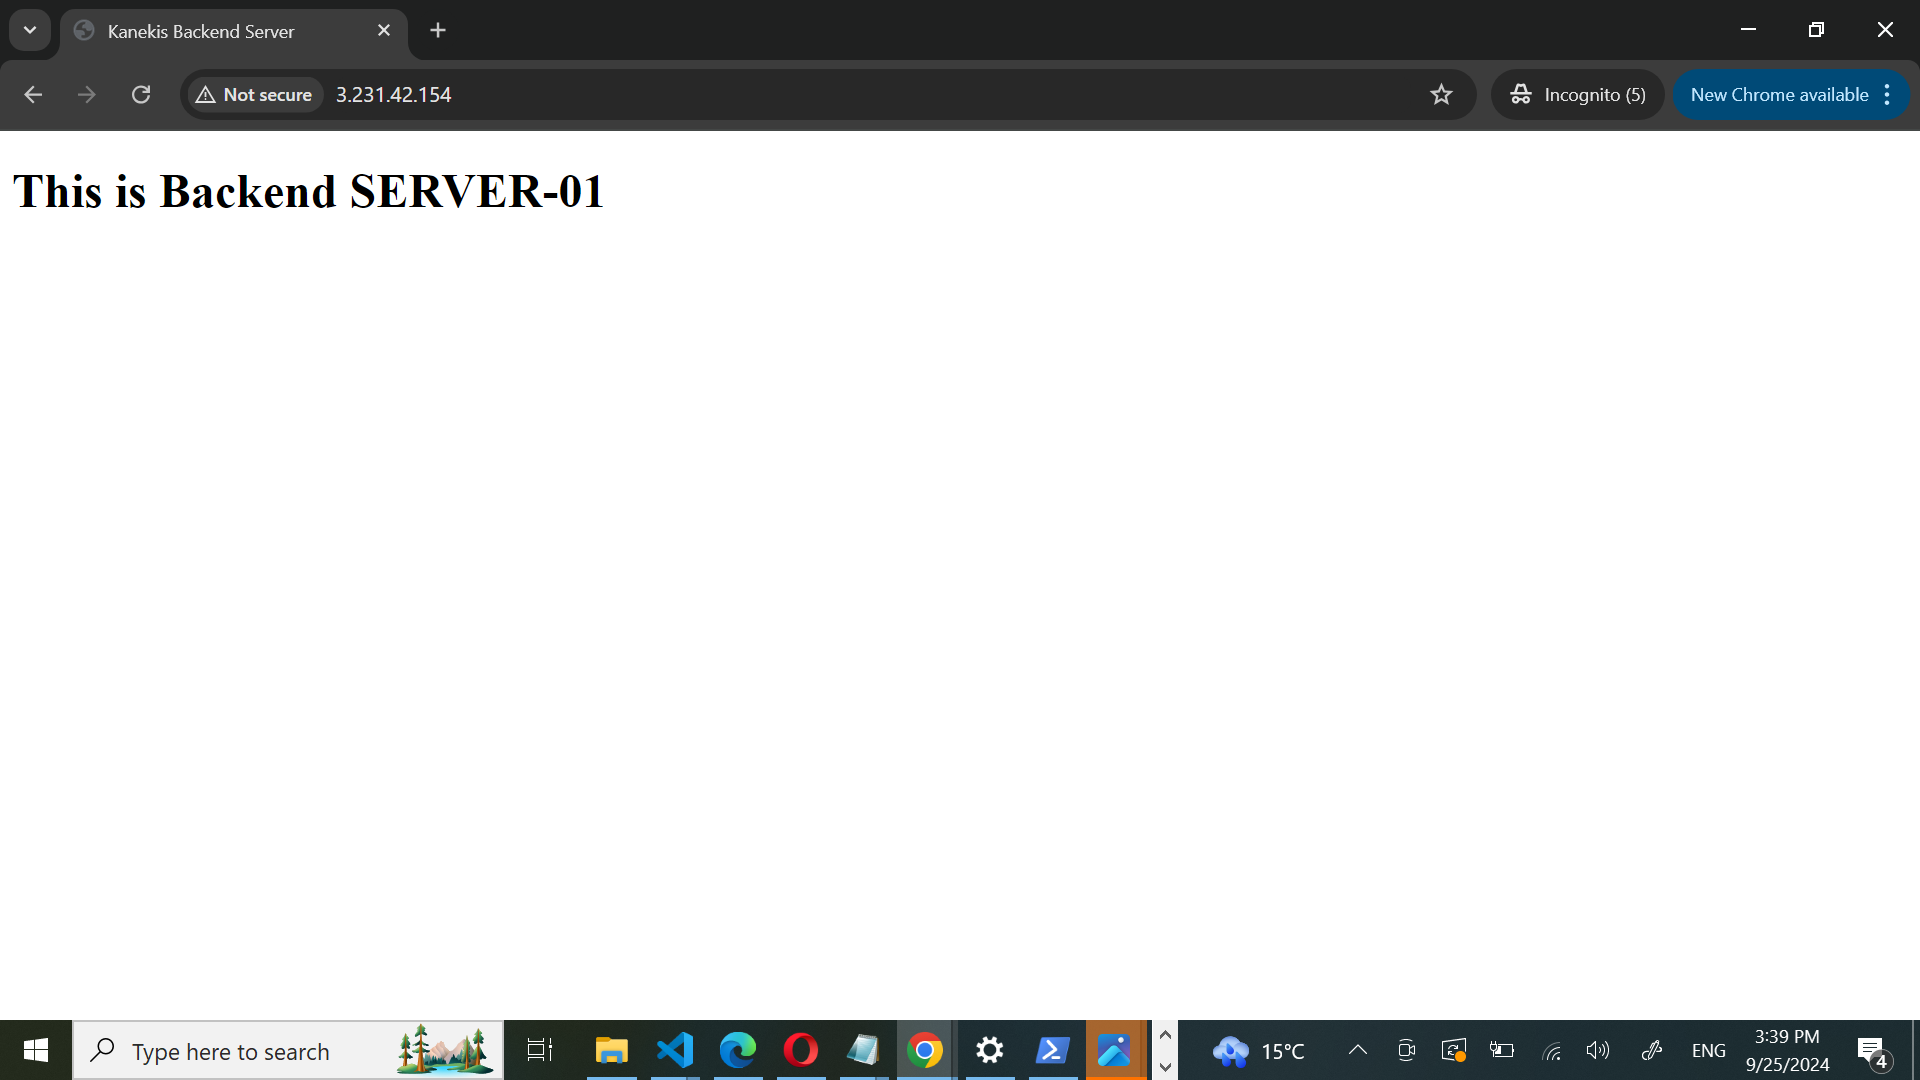 Kanekis Backend Server
Not secure
3.231.42.154
Incognito (5)
New Chrome available
This is Backend SERVER-01
Type here to search
15°C
ENG
3:39 PM
9/25/2024
4